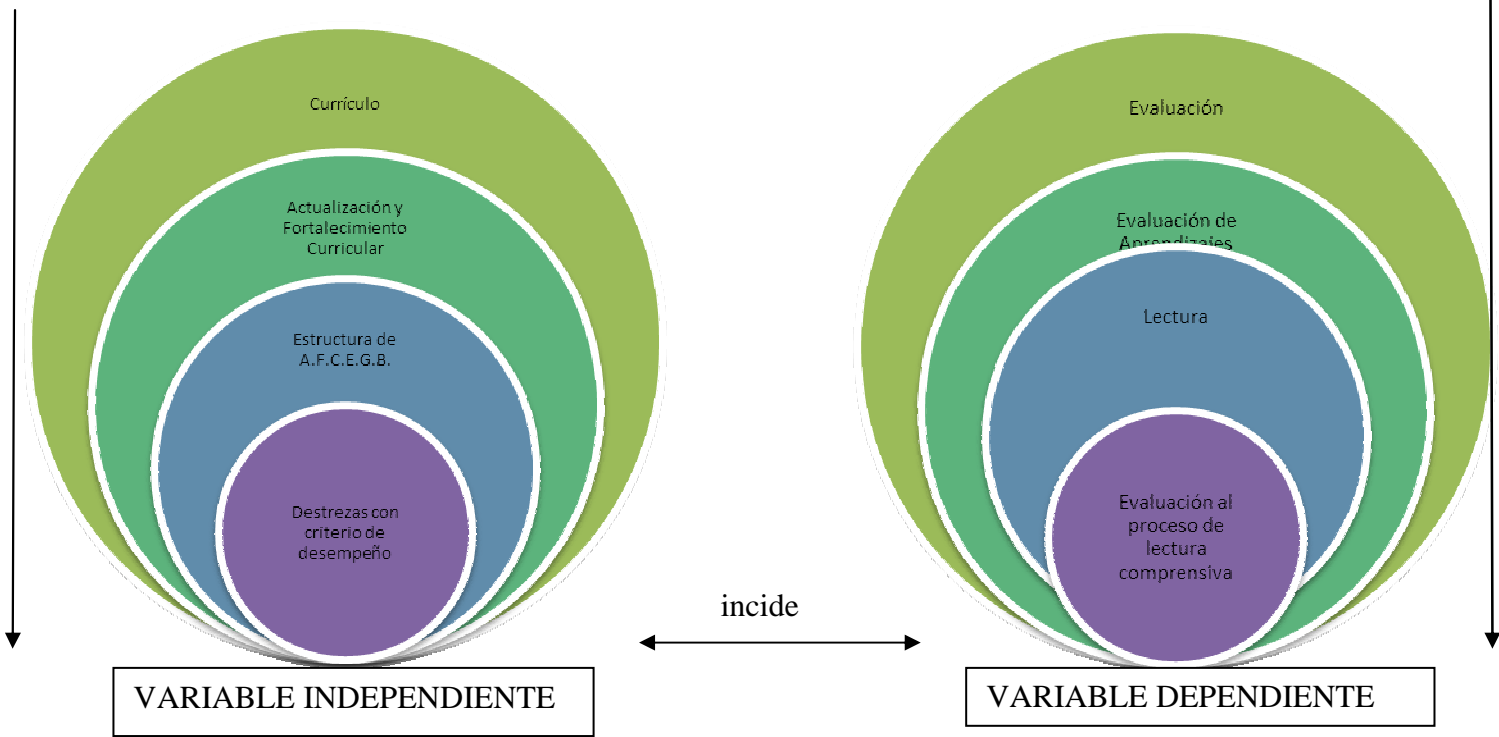 Currículo
Actualización y
Fortalecimiento
Curricular
Estructura de
A.F.C.E.G.B.
Destrezas con
criterio de
desempeño
VARIABLE INDEPENDIENTE
incide
Evaluación
Evaluación de
Aprendizajes
Lectura
Evaluación al
proceso de
lectura
comprensiva
VARIABLE DEPENDIENTE